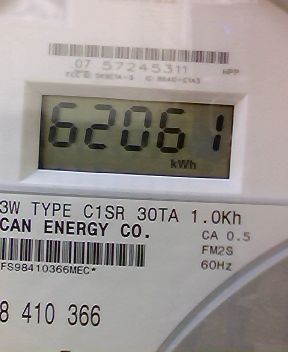 07 57245311 HPP
62061
kWh
3W TYPE C1SR 30TA 1.0Kh
CAN ENERGY CO.
CA 0.5
FM2S
60Hz
FS98410366MEC*
8 410 366